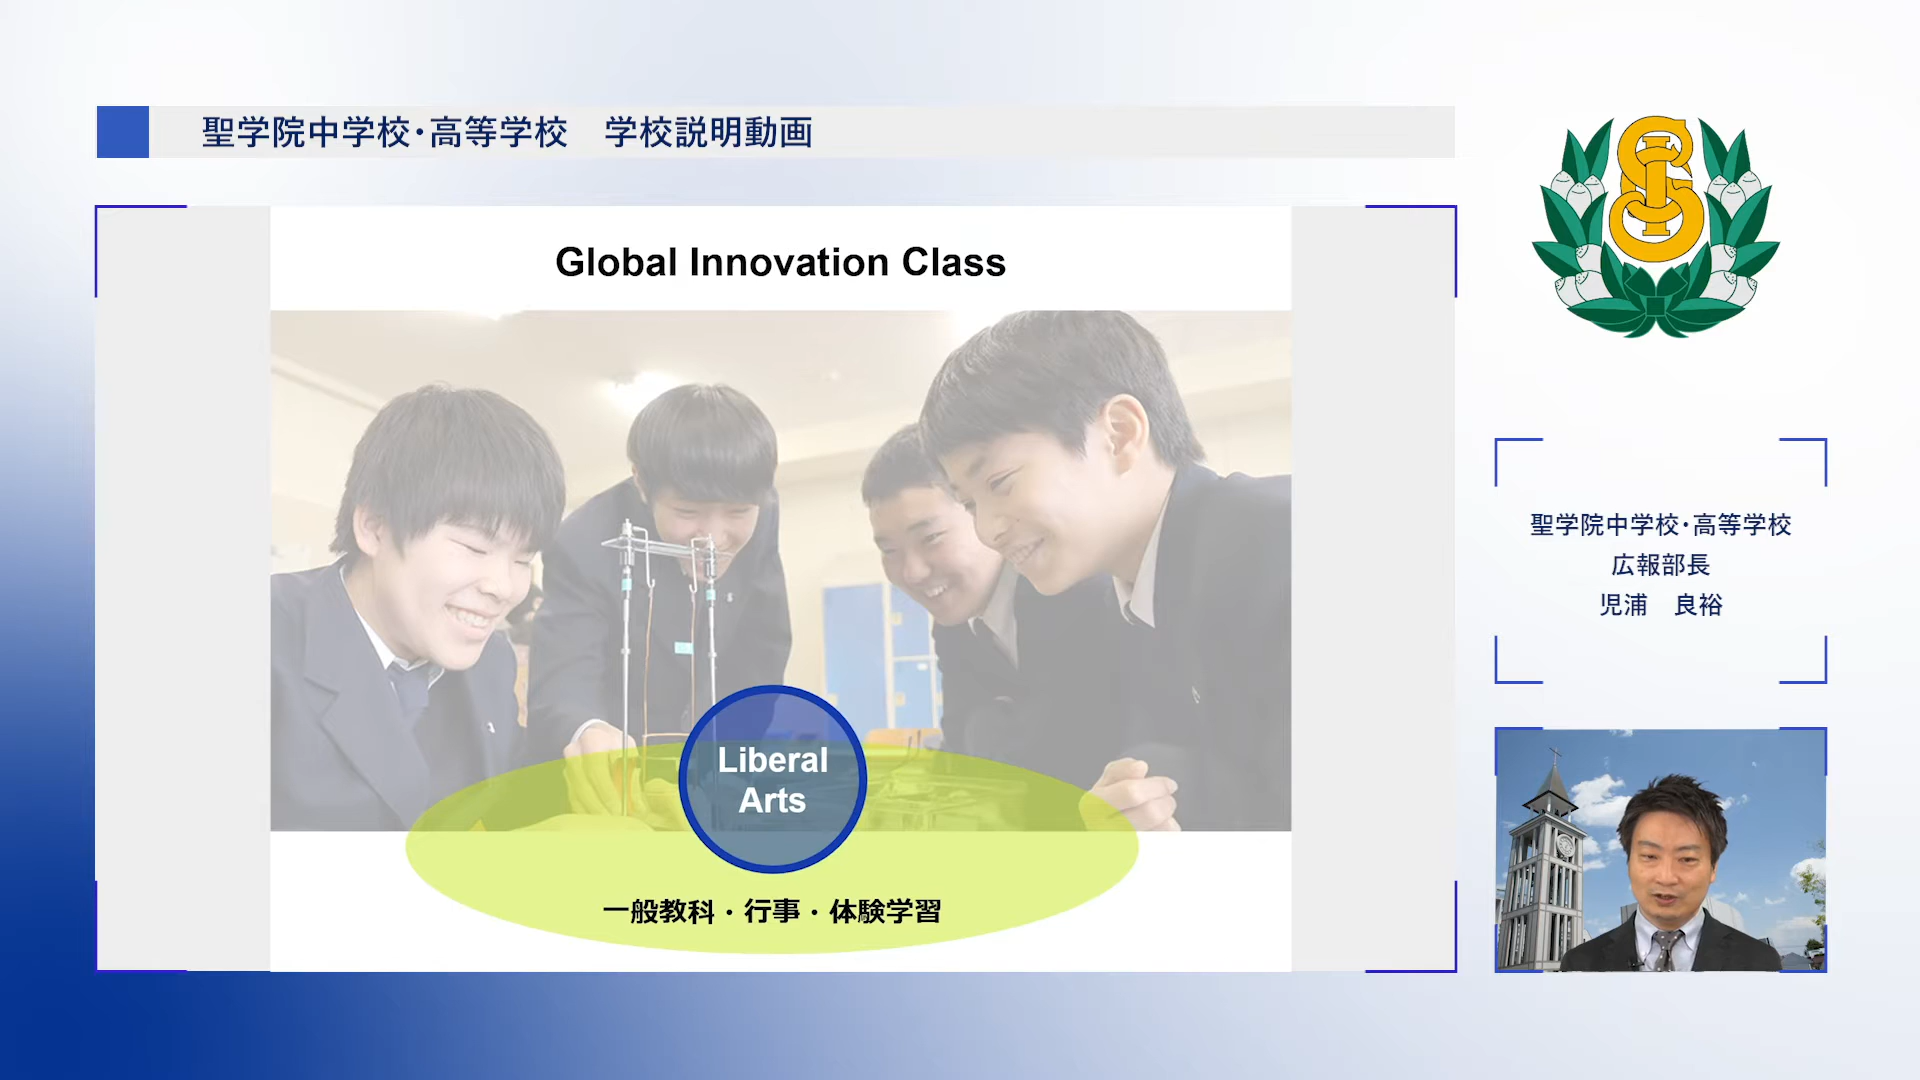 聖学院中学校･高等学校　学校説明動画
Global Innovation Class
Liberal
Arts
一般教科・行事・体験学習
聖学院中学校･高等学校
広報部長
児浦　良裕